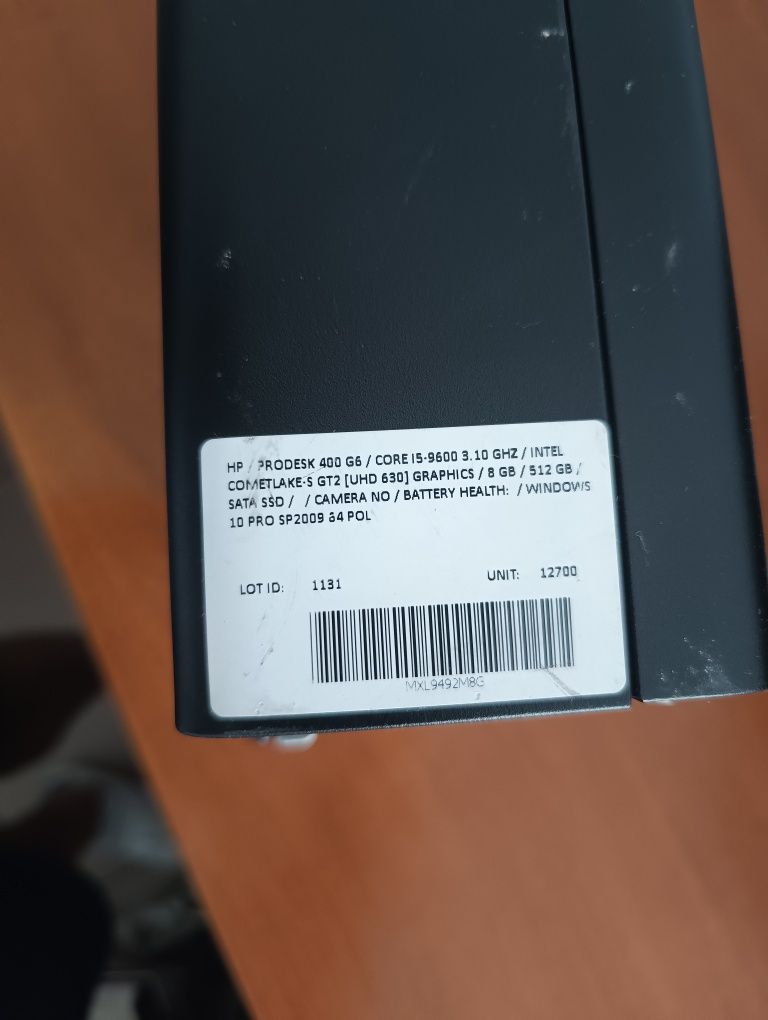 HP / PRODESK 400 G6 / CORE I5-9600 3.10 GHZ / INTEL
COMETLAKE-S GT2 [UHD 630] GRAPHICS / 8 GB / 512 GB /
SATA SSD / / CAMERA NO / BATTERY HEALTH: / WINDOWS
10 PRO SP2009 64 POL
LOT ID: 1131 UNIT: 12700
MXL9492M8G